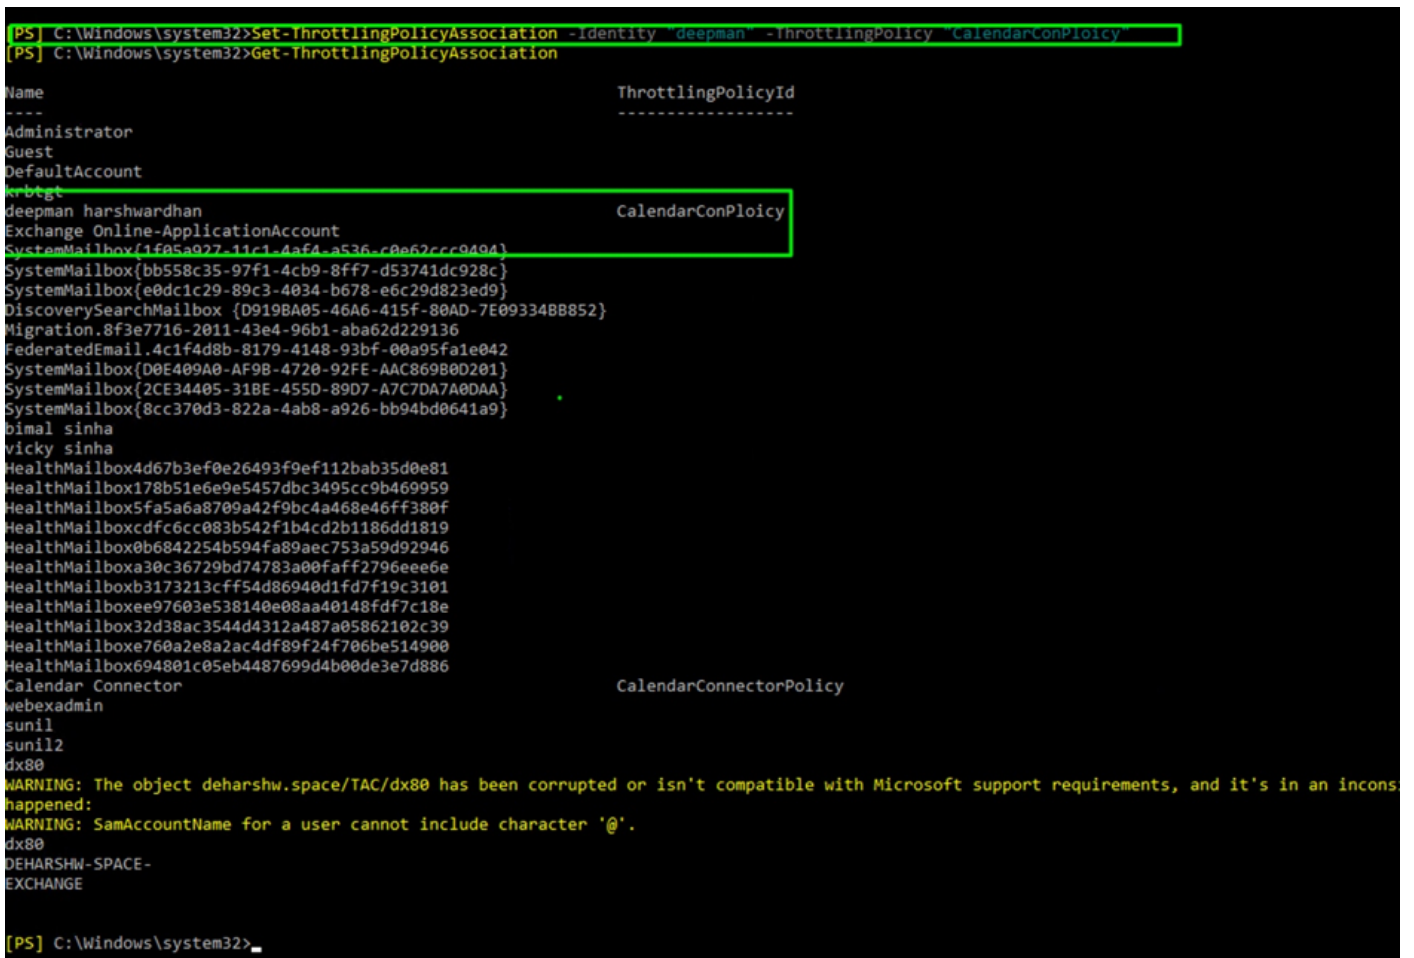 [PS] C:\Windows\system32>Set-ThrottlingPolicyAssociation -Identity "deepman" -ThrottlingPolicy "CalendarConPloicy"
[PS] C:\Windows\system32>Get-ThrottlingPolicyAssociation
Name ThrottlingPolicyId
---- ------------------
Administrator
Guest
DefaultAccount
krbtgt
deepman harshwardhan CalendarConPloicy
Exchange Online-ApplicationAccount
SystemMailbox{1f05a927-11c1-4af4-a536-c0e62ccc9494}
SystemMailbox{bb558c35-97f1-4cb9-8ff7-d53741dc928c}
SystemMailbox{e0dc1c29-89c3-4034-b678-e6c29d823ed9}
DiscoverySearchMailbox {D919BA05-46A6-415f-80AD-7E09334BB852}
Migration.8f3e7716-2011-43e4-96b1-aba62d229136
FederatedEmail.4c1f4d8b-8179-4148-93bf-00a95fa1e042
SystemMailbox{D0E409A0-AF9B-4720-92FE-AAC869B0D201}
SystemMailbox{2CE34405-31BE-455D-89D7-A7C7DA7A0DAA}
SystemMailbox{8cc370d3-822a-4ab8-a926-bb94bd0641a9}
bimal sinha
vicky sinha
HealthMailbox4d67b3ef0e26493f9ef112bab35d0e81
HealthMailbox178b51e6e9e5457dbc3495cc9b469959
HealthMailbox5fa5a6a8709a42f9bc4a468e46ff380f
HealthMailboxcdfc6cc083b542f1b4cd2b1186dd1819
HealthMailbox0b6842254b594fa89aec753a59d92946
HealthMailboxa30c36729bd74783a00faff2796eee6e
HealthMailboxb3173213cff54d86940d1fd7f19c3101
HealthMailboxee97603e538140e08aa40148fdf7c18e
HealthMailbox32d38ac3544d4312a487a05862102c39
HealthMailboxe760a2e8a2ac4df89f24f706be514900
HealthMailbox694801c05eb4487699d4b00de3e7d886
Calendar Connector CalendarConnectorPolicy
webexadmin
sunil
sunil2
dx80
WARNING: The object deharshw.space/TAC/dx80 has been corrupted or isn't compatible with Microsoft support requirements, and it's in an incons
happened:
WARNING: SamAccountName for a user cannot include character '@'.
dx80
DEHARSHW-SPACE-
EXCHANGE
[PS] C:\Windows\system32>